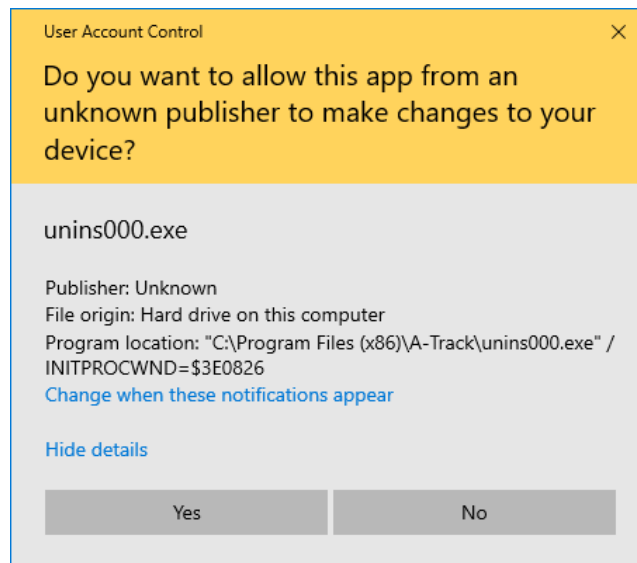 User Account Control
Do you want to allow this app from an
unknown publisher to make changes to your
device?
unins000.exe
Publisher: Unknown
File origin: Hard drive on this computer
Program location: "C:\Program Files (x86)\A-Track\unins000.exe" /
INITPROCWND=$3E0826
Change when these notifications appear
Hide details
Yes
No